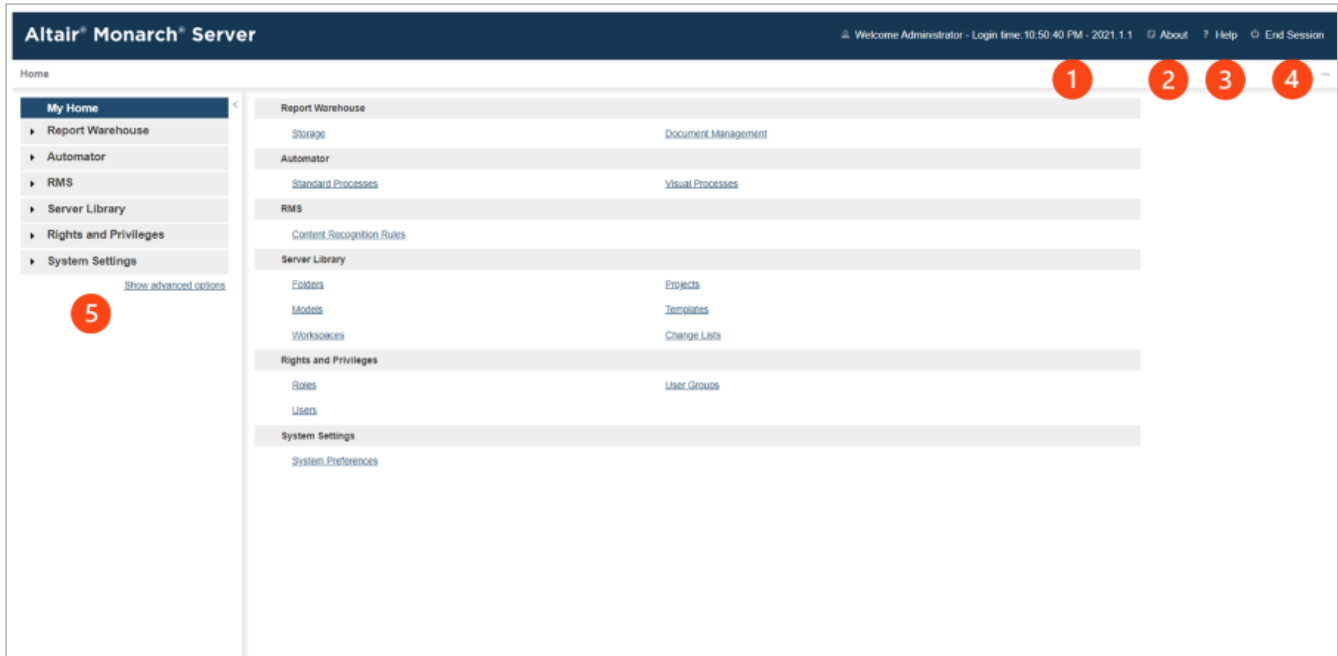 Altair® Monarch® Server
Welcome Administrator - Login time:10:50:40 PM - 2021.1.1 About ? Help End Session
Home
1 2 3 4
My Home
Report Warehouse
Automator
RMS
Server Library
Rights and Privileges
System Settings
Show advanced options
5
Report Warehouse
Storage Document Management
Automator
Standard Processes Visual Processes
RMS
Content Recognition Rules
Server Library
Folders Projects
Models Templates
Workspaces Change Lists
Rights and Privileges
Roles User Groups
Users
System Settings
System Preferences